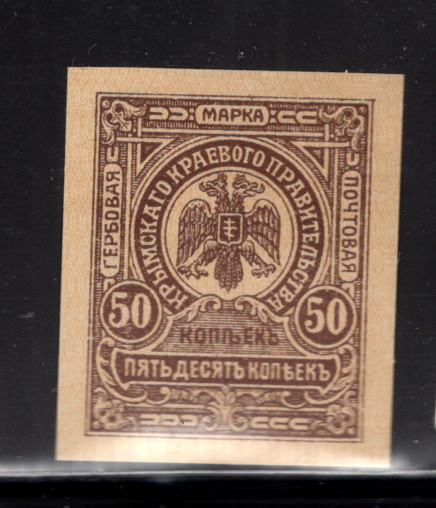 МАРКА
ГЕРБОВАЯ
ПОЧТОВАЯ
КРЫМСКАГО КРАЕВОГО ПРАВИТЕЛЬСТВА
50
50
КОПѢЕКЪ
ПЯТЬДЕСЯТЪ КОПѢЕКЪ